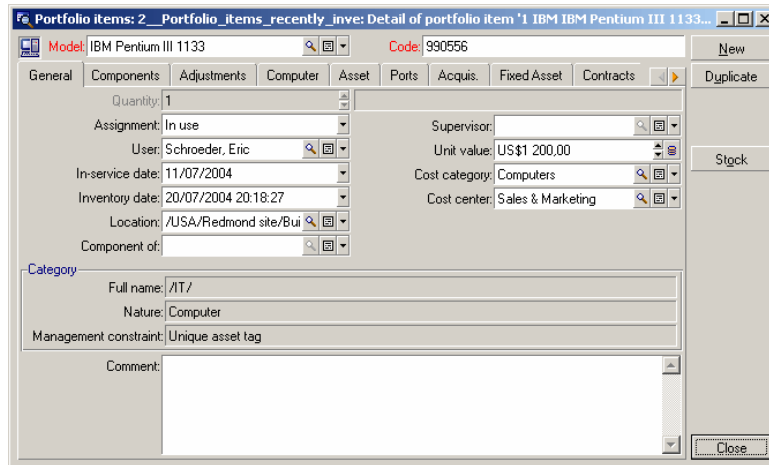 Portfolio items: 2__Portfolio_items_recently_inve: Detail of portfolio item '1 IBM IBM Pentium III 1133...
Model: IBM Pentium III 1133 Code: 990556 New
General Components Adjustments Computer Asset Ports Acquis. Fixed Asset Contracts Duplicate
Quantity: 1
Assignment: In use Supervisor:
User: Schroeder, Eric Unit value: US$1 200,00 Stock
In-service date: 11/07/2004 Cost category: Computers
Inventory date: 20/07/2004 20:18:27 Cost center: Sales & Marketing
Location: /USA/Redmond site/Bui
Component of:
Category
Full name: /IT/
Nature: Computer
Management constraint: Unique asset tag
Comment:
Close